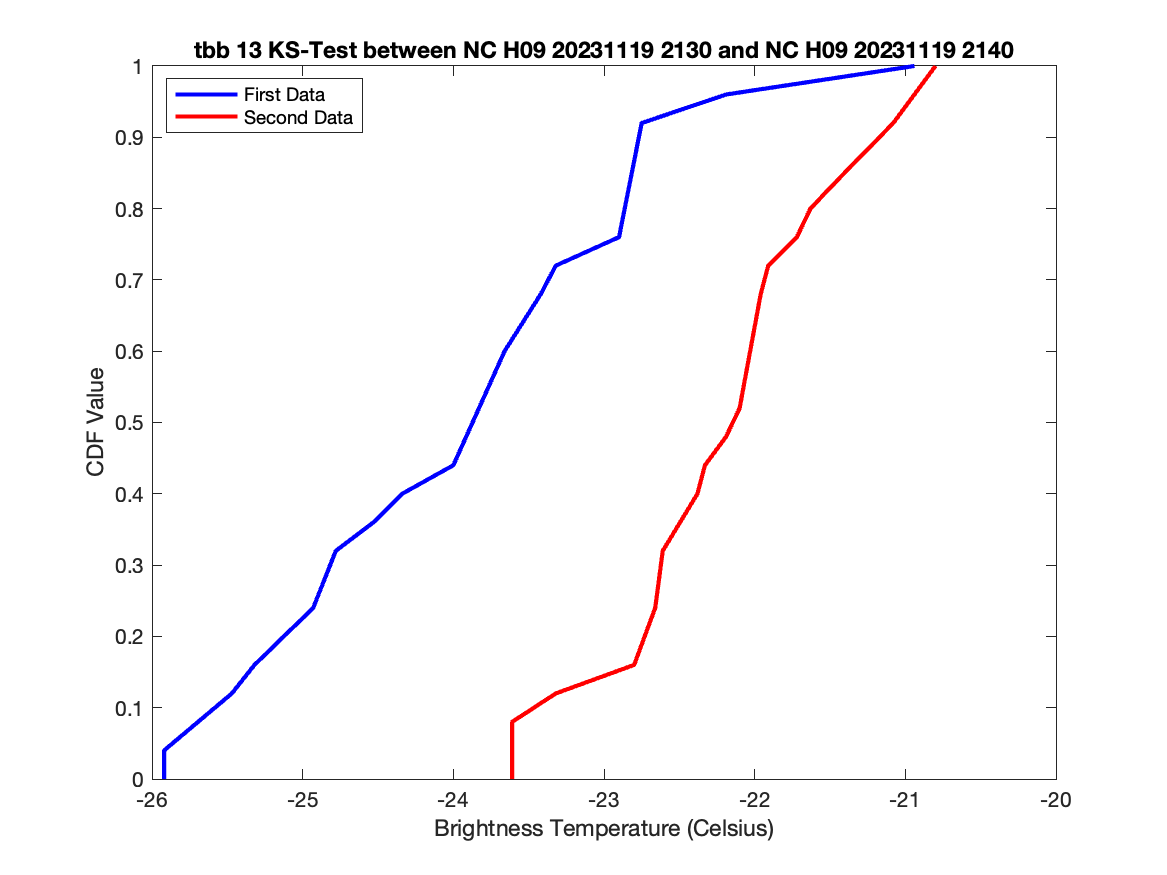 tbb 13 KS-Test between NC H09 20231119 2130 and NC H09 20231119 2140
First Data
Second Data
1
0.9
0.8
0.7
0.6
0.5
0.4
0.3
0.2
0.1
0
CDF Value
-26 -25 -24 -23 -22 -21 -20
Brightness Temperature (Celsius)